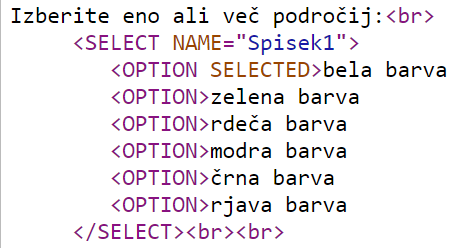 Izberite eno ali več področij:<br>
<SELECT NAME="Spisek1">
<OPTION SELECTED>bela barva
<OPTION>zelena barva
<OPTION>rdeča barva
<OPTION>modra barva
<OPTION>črna barva
<OPTION>rjava barva
</SELECT><br><br>